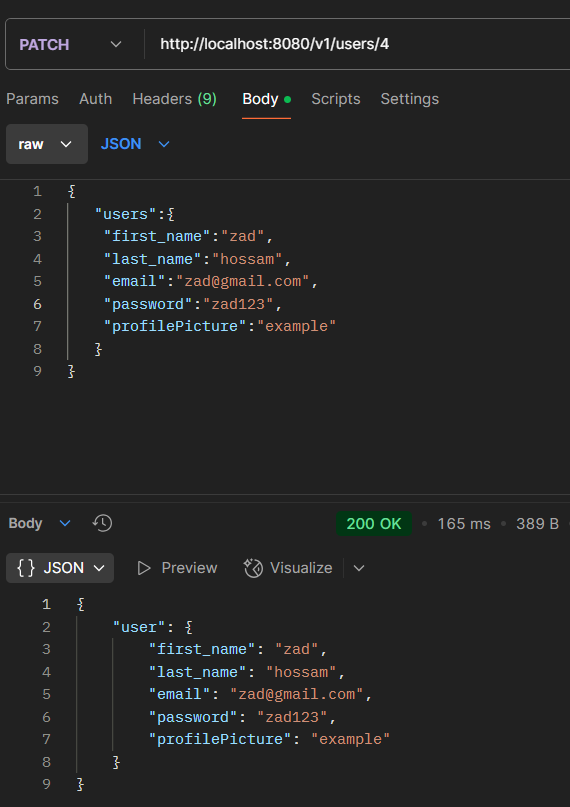 PATCH http://localhost:8080/v1/users/4
Params Auth Headers (9) Body Scripts Settings
raw JSON
1 {
2 "users":{
3 "first_name":"zad",
4 "last_name":"hossam",
5 "email":"zad@gmail.com",
6 "password":"zad123",
7 "profilePicture":"example"
8 }
9 }
Body 200 OK • 165 ms • 389 B
{} JSON Preview Visualize
1 {
2 "user": {
3 "first_name": "zad",
4 "last_name": "hossam",
5 "email": "zad@gmail.com",
6 "password": "zad123",
7 "profilePicture": "example"
8 }
9 }